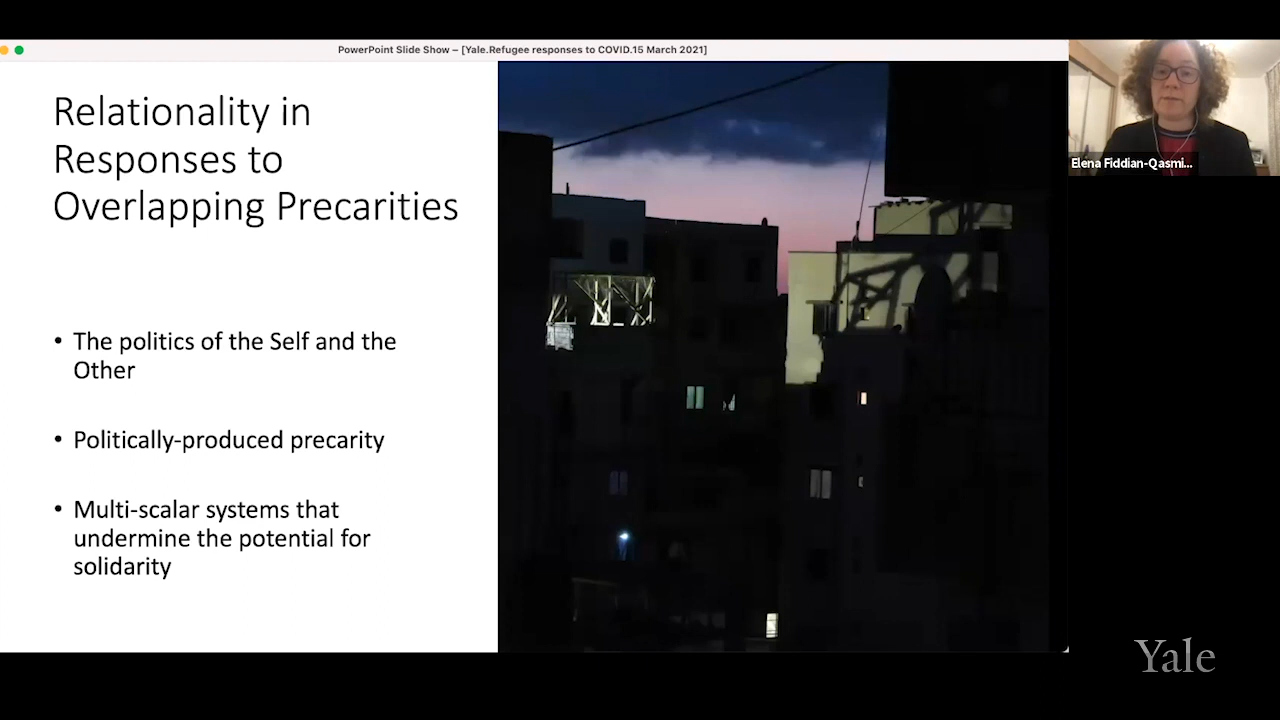 PowerPoint Slide Show – [Yale.Refugee responses to COVID.15 March 2021]
Relationality in
Responses to
Overlapping Precarities
• The politics of the Self and the
Other
• Politically-produced precarity
• Multi-scalar systems that
undermine the potential for
solidarity
Elena Fiddian-Qasmi...
Yale